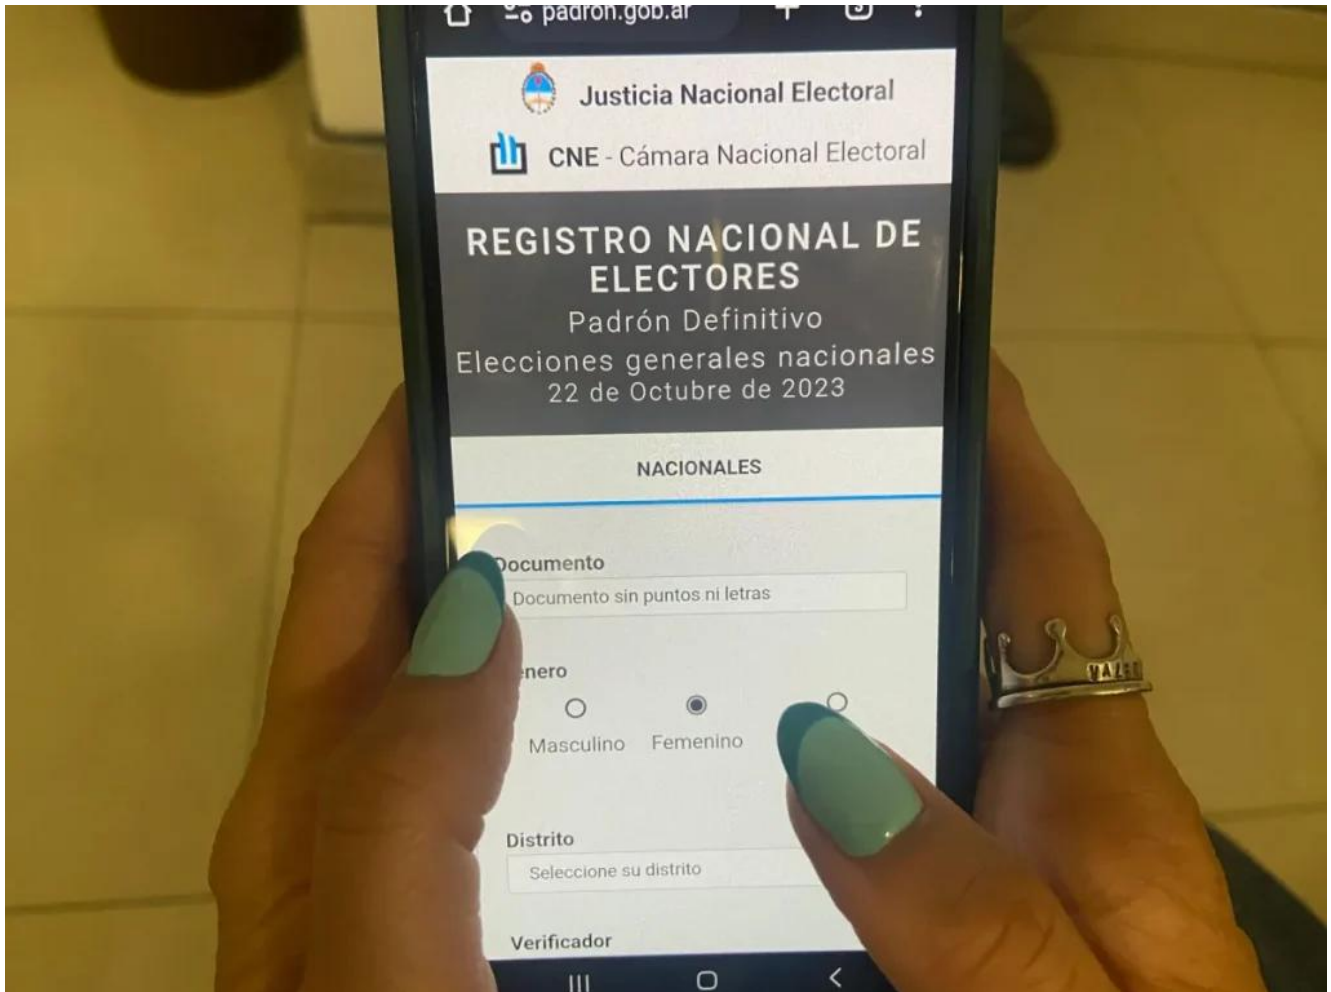 padron.gob.ar
Justicia Nacional Electoral
CNE - Cámara Nacional Electoral
REGISTRO NACIONAL DE
ELECTORES
Padrón Definitivo
Elecciones generales nacionales
22 de Octubre de 2023
NACIONALES
Documento
Documento sin puntos ni letras
nero
Masculino Femenino
Distrito
Seleccione su distrito
Verificador